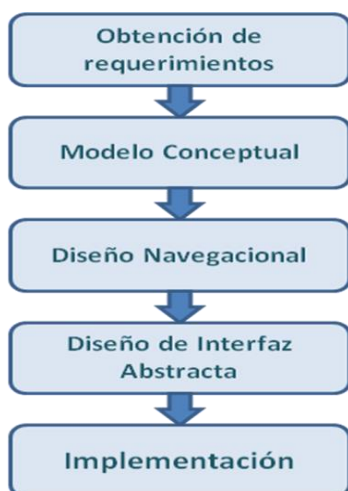 Obtención de
requerimientos
Modelo Conceptual
Diseño Navegacional
Diseño de Interfaz
Abstracta
Implementación